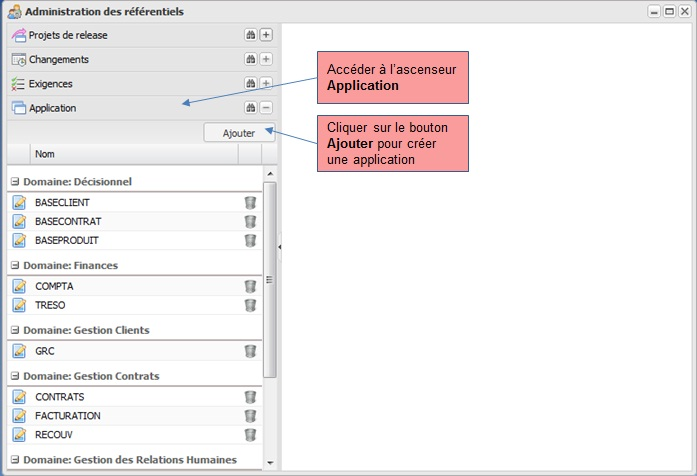 Administration des référentiels
Projets de release
Changements
Exigences
Application
Ajouter
Nom
Domaine: Décisionnel
BASECLIENT
BASECONTRAT
BASEPRODUIT
Domaine: Finances
COMPTA
TRESO
Domaine: Gestion Clients
GRC
Domaine: Gestion Contrats
CONTRATS
FACTURATION
RECOUV
Domaine: Gestion des Relations Humaines
Accéder à l'ascenseur
Application
Cliquer sur le bouton
Ajouter pour créer
une application